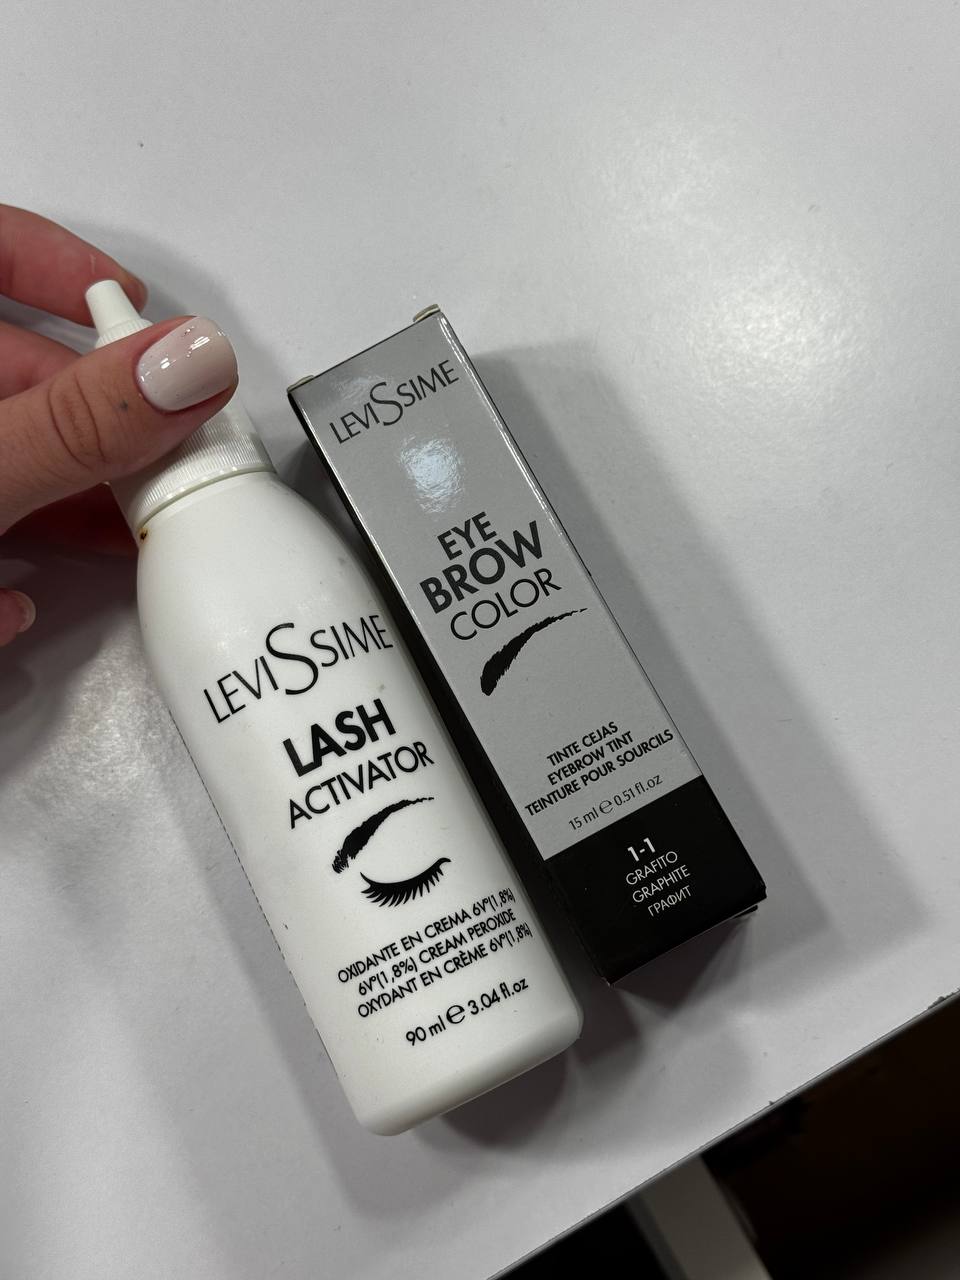 LEVISSIME
LASH
ACTIVATOR
OXIDANTE EN CREMA 6Vº(1,8%)
6Vº(1,8%) CREAM PEROXIDE
OXYDANT EN CRÈME 6Vº(1,8%)
90 ml e 3.04 fl.oz
LEVISSIME
EYE
BROW
COLOR
TINTE CEJAS
EYEBROW TINT
TEINTURE POUR SOURCILS
15 ml e 0.51 fl.oz
1-1
GRAFITO
GRAPHITE
ГРАФИТ